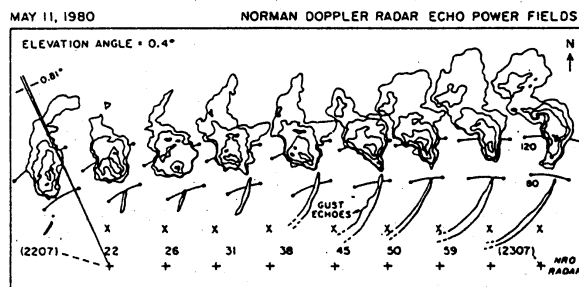 MAY 11, 1980 NORMAN DOPPLER RADAR ECHO POWER FIELDS
ELEVATION ANGLE = 0.4°
N
0.81°
120
80
GUST
ECHOES
X X X X X X X X
(2207) 22 26 31 38 45 50 59 (2307)
NRO
RADAR
+ + + + + + + + +